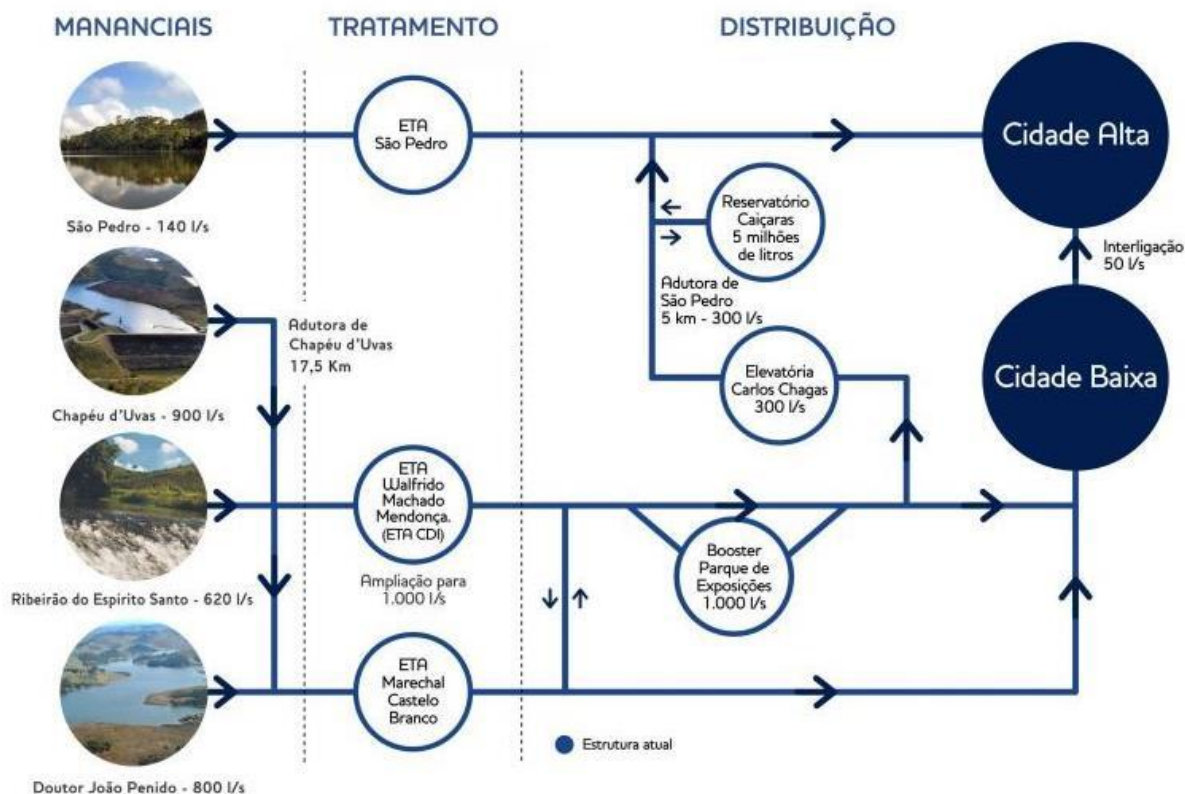 MANANCIAIS
TRATAMENTO
DISTRIBUIÇÃO
São Pedro - 140 l/s
Chapéu d'Uvas - 900 l/s
Ribeirão do Espirito Santo - 620 l/s
Doutor João Penido - 800 l/s
Adutora de
Chapéu d'Uvas
17,5 Km
ETA
São Pedro
ETA
Walfrido
Machado
Mendonça.
(ETA CDI)
Ampliação para
1.000 l/s
ETA
Marechal
Castelo
Branco
Reservatório
Caiçaras
5 milhões
de litros
Adutora de
São Pedro
5 km - 300 l/s
Elevatória
Carlos Chagas
300 l/s
Booster
Parque de
Exposições
1.000 l/s
Cidade Alta
Interligação
50 l/s
Cidade Baixa
Estrutura atual